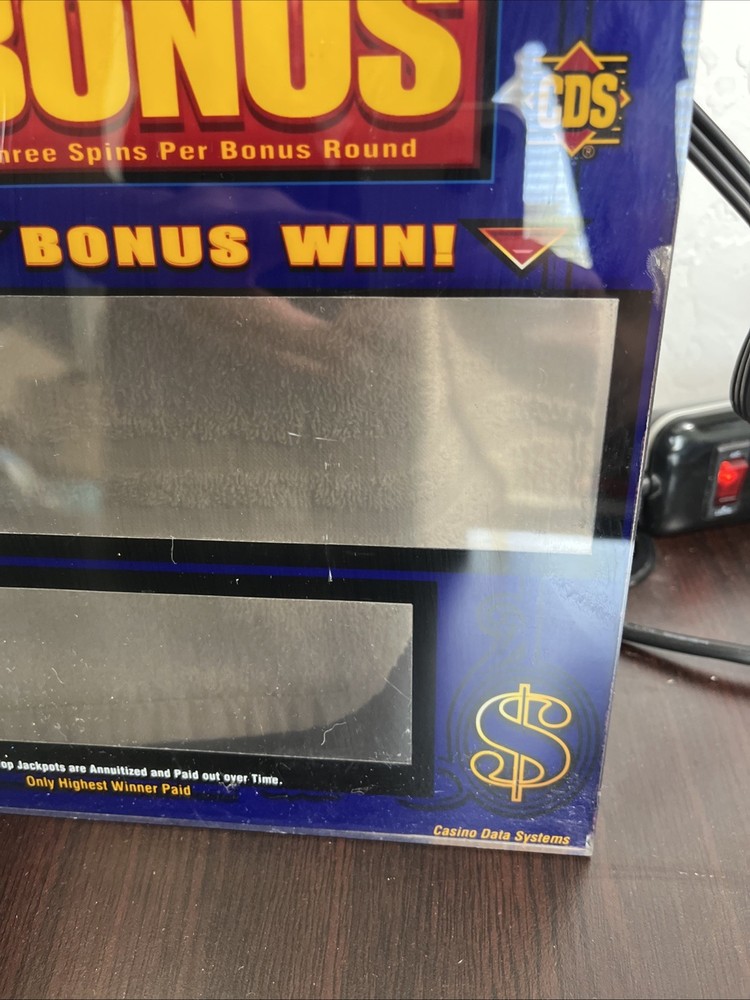 BONUS
hree Spins Per Bonus Round
CDS
®
BONUS WIN!
op Jackpots are Annuitized and Paid out over Time.
Only Highest Winner Paid
$
Casino Data Systems